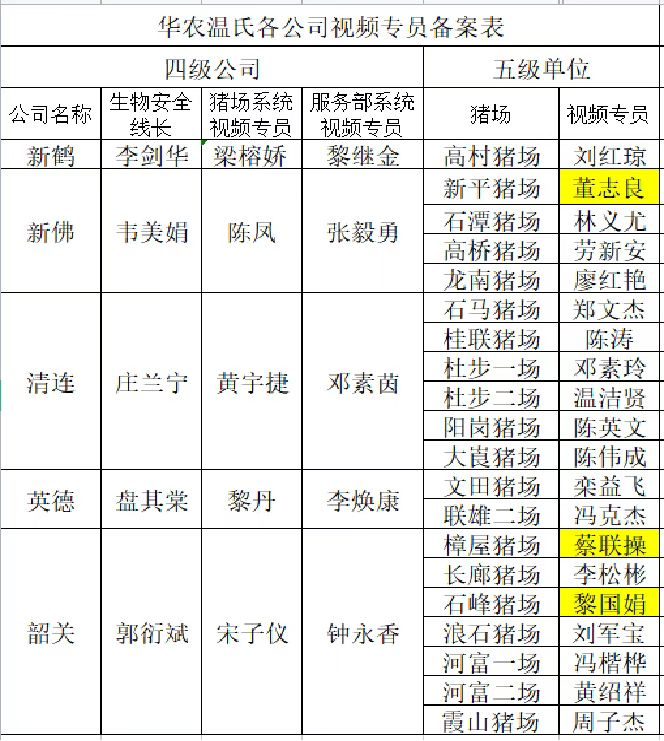 华农温氏各公司视频专员备案表
四级公司 五级单位
公司名称 生物安全线长 猪场系统视频专员 服务部系统视频专员 猪场 视频专员
新鹤 李剑华 梁榕娇 黎继金 高村猪场 刘红琼
新佛 韦美娟 陈凤 张毅勇 新平猪场 董志良
石潭猪场 林义尤
高桥猪场 劳新安
龙南猪场 廖红艳
清连 庄兰宁 黄宇捷 邓素茵 石马猪场 郑文杰
桂联猪场 陈涛
杜步一场 邓素玲
杜步二场 温洁贤
阳岗猪场 陈英文
大崀猪场 陈伟成
英德 盘其棠 黎丹 李焕康 文田猪场 栾益飞
联雄二场 冯克杰
韶关 郭衍斌 宋子仪 钟永香 樟屋猪场 蔡联操
长廊猪场 李松彬
石峰猪场 黎国娟
浪石猪场 刘军宝
河富一场 冯楷桦
河富二场 黄绍祥
霞山猪场 周子杰